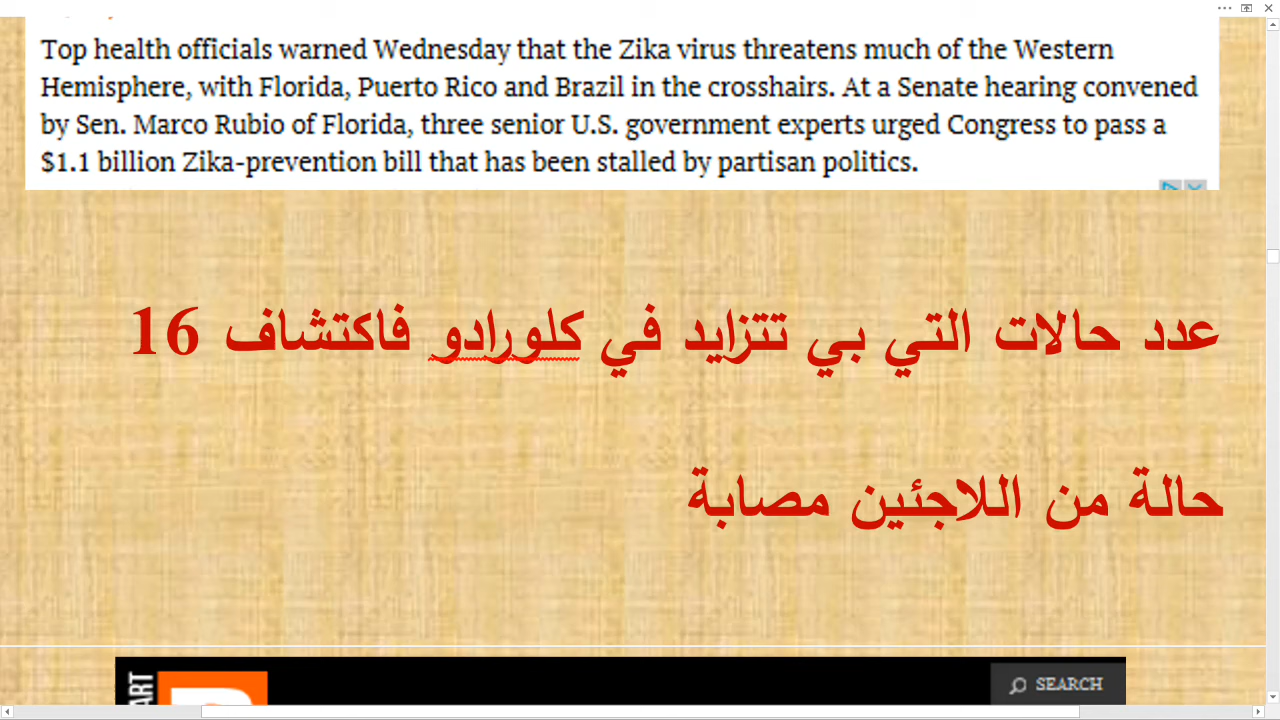 Top health officials warned Wednesday that the Zika virus threatens much of the Western
Hemisphere, with Florida, Puerto Rico and Brazil in the crosshairs. At a Senate hearing convened
by Sen. Marco Rubio of Florida, three senior U.S. government experts urged Congress to pass a
$1.1 billion Zika-prevention bill that has been stalled by partisan politics.
عدد حالات التي بي تتزايد في كلورادو فاكتشاف 16
حالة من اللاجئين مصابة
ART
SEARCH